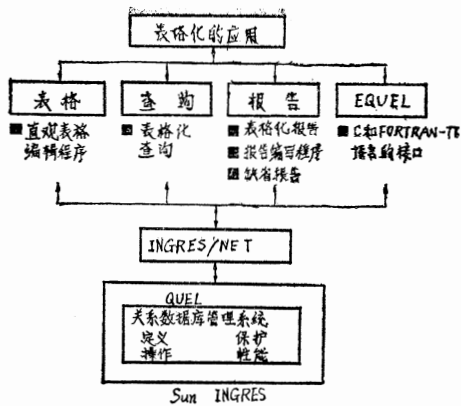 表格化的应用
表格
查询
报告
EQUEL
直观表格
编辑程序
表格化
查询
表格化报告
报告编写程序
缺省报告
C和FORTRAN-78
语言的接口
INGRES/NET
QUEL
关系数据库管理系统
定义 保护
操作 性能
Sun INGRES